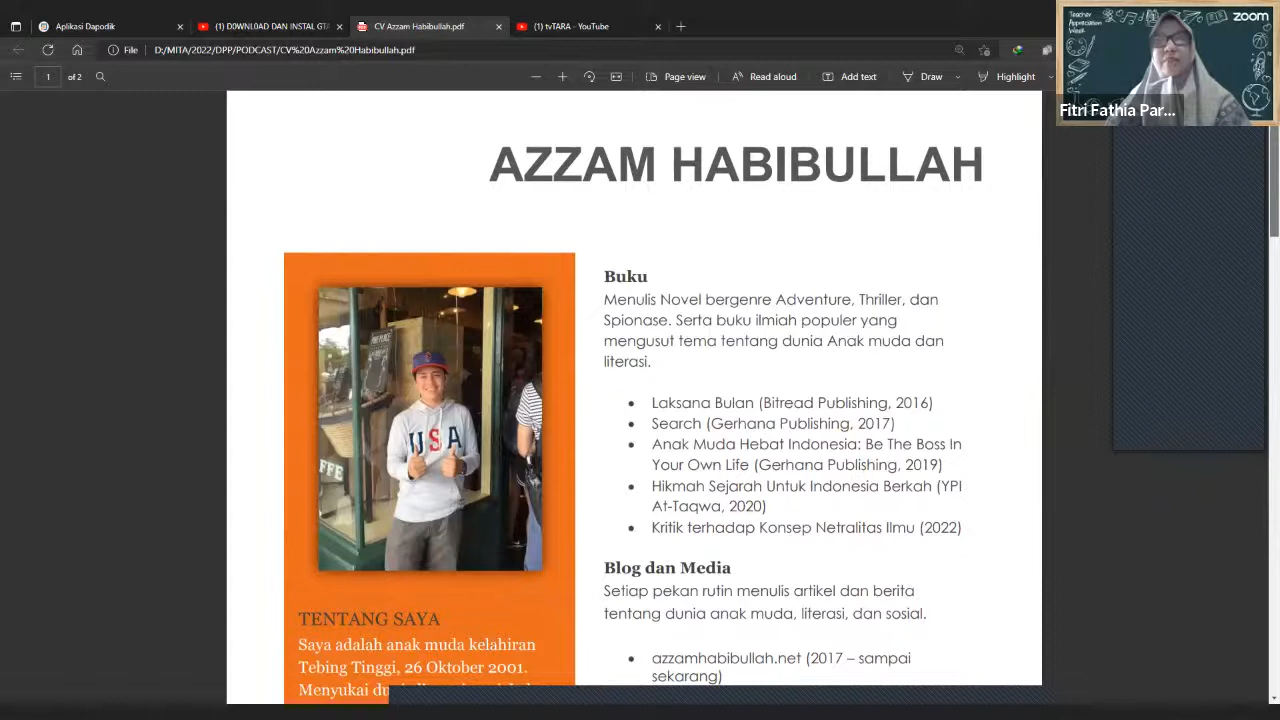 Aplikasi Dapodik
(1) D0WNL0AD DAN INSTAL GT
CV Azzam Habibullah.pdf
(1) tvTARA - YouTube
File
D:/MITA/2022/DPP/PODCAST/CV%20Azzam%20Habibullah.pdf
1 of 2
Page view
Read aloud
Add text
Draw
Highlight
Teacher
Appreciation
Week
zoom
Fitri Fathia Par...
AZZAM HABIBULLAH
USA
TENTANG SAYA
Saya adalah anak muda kelahiran
Tebing Tinggi, 26 Oktober 2001.
Menyukai
Buku
Menulis Novel bergenre Adventure, Thriller, dan
Spionase. Serta buku ilmiah populer yang
mengusut tema tentang dunia Anak muda dan
literasi.
• Laksana Bulan (Bitread Publishing, 2016)
• Search (Gerhana Publishing, 2017)
• Anak Muda Hebat Indonesia: Be The Boss In
Your Own Life (Gerhana Publishing, 2019)
• Hikmah Sejarah Untuk Indonesia Berkah (YPI
At-Taqwa, 2020)
• Kritik terhadap Konsep Netralitas Ilmu (2022)
Blog dan Media
Setiap pekan rutin menulis artikel dan berita
tentang dunia anak muda, literasi, dan sosial.
• azzamhabibullah.net (2017 – sampai
sekarang)